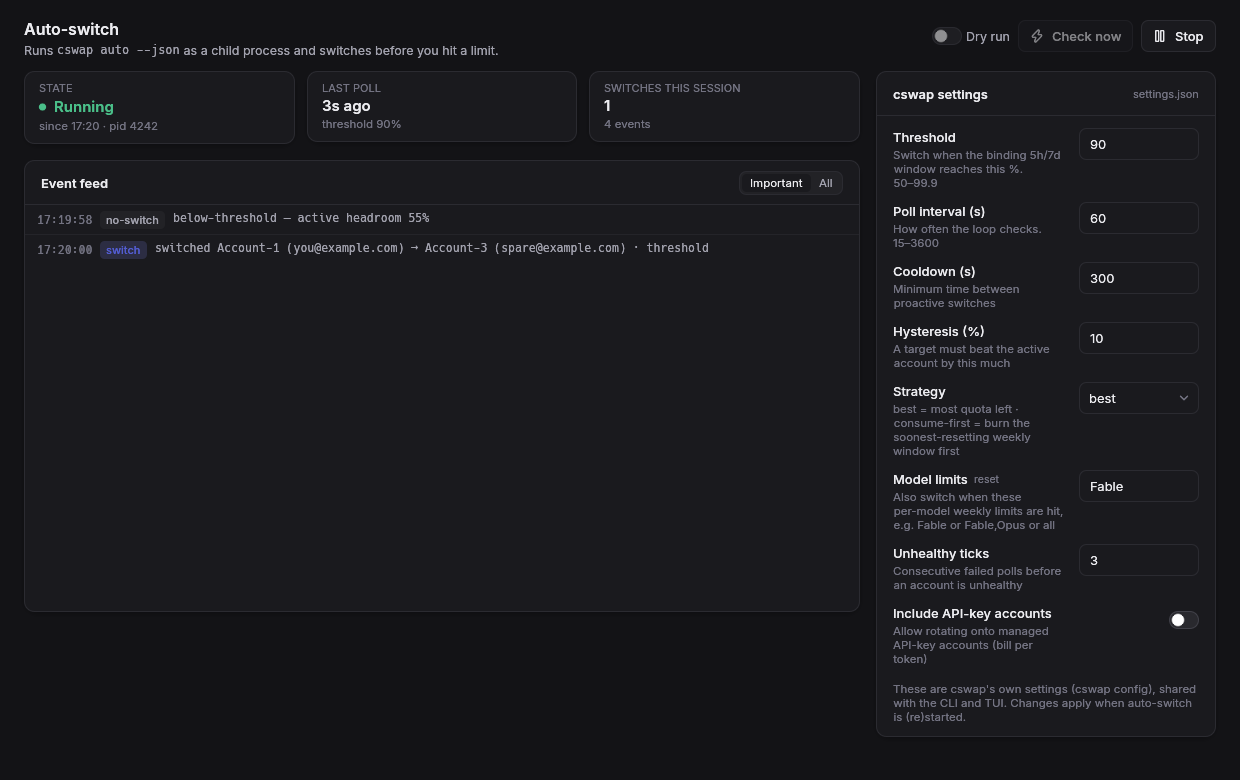 Auto-switch
Runs cswap auto --json as a child process and switches before you hit a limit.
Dry run
Check now
Stop
STATE
Running
since 17:20 · pid 4242
LAST POLL
3s ago
threshold 90%
SWITCHES THIS SESSION
1
4 events
Event feed
Important
All
17:19:58 no-switch below-threshold — active headroom 55%
17:20:00 switch switched Account-1 (you@example.com) → Account-3 (spare@example.com) · threshold
cswap settings
settings.json
Threshold
Switch when the binding 5h/7d
window reaches this %.
50–99.9
90
Poll interval (s)
How often the loop checks.
15–3600
60
Cooldown (s)
Minimum time between
proactive switches
300
Hysteresis (%)
A target must beat the active
account by this much
10
Strategy
best = most quota left ·
consume-first = burn the
soonest-resetting weekly
window first
best
Model limits reset
Also switch when these
per-model weekly limits are hit,
e.g. Fable or Fable,Opus or all
Fable
Unhealthy ticks
Consecutive failed polls before
an account is unhealthy
3
Include API-key accounts
Allow rotating onto managed
API-key accounts (bill per
token)
These are cswap's own settings (cswap config), shared
with the CLI and TUI. Changes apply when auto-switch
is (re)started.